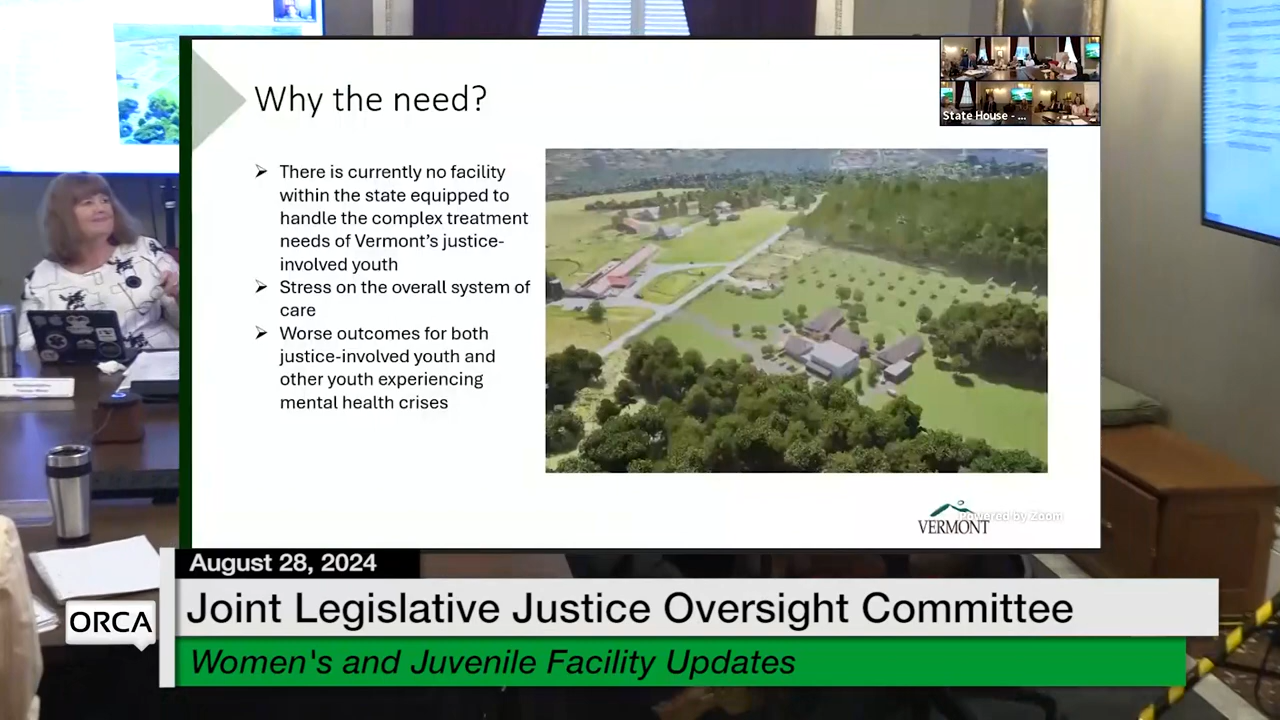 Why the need?
State House - ...
There is currently no facility
within the state equipped to
handle the complex treatment
needs of Vermont's justice-
involved youth
Stress on the overall system of
care
Worse outcomes for both
justice-involved youth and
other youth experiencing
mental health crises
VERMONT
Powered by Zoom
August 28, 2024
ORCA
Joint Legislative Justice Oversight Committee
Women's and Juvenile Facility Updates